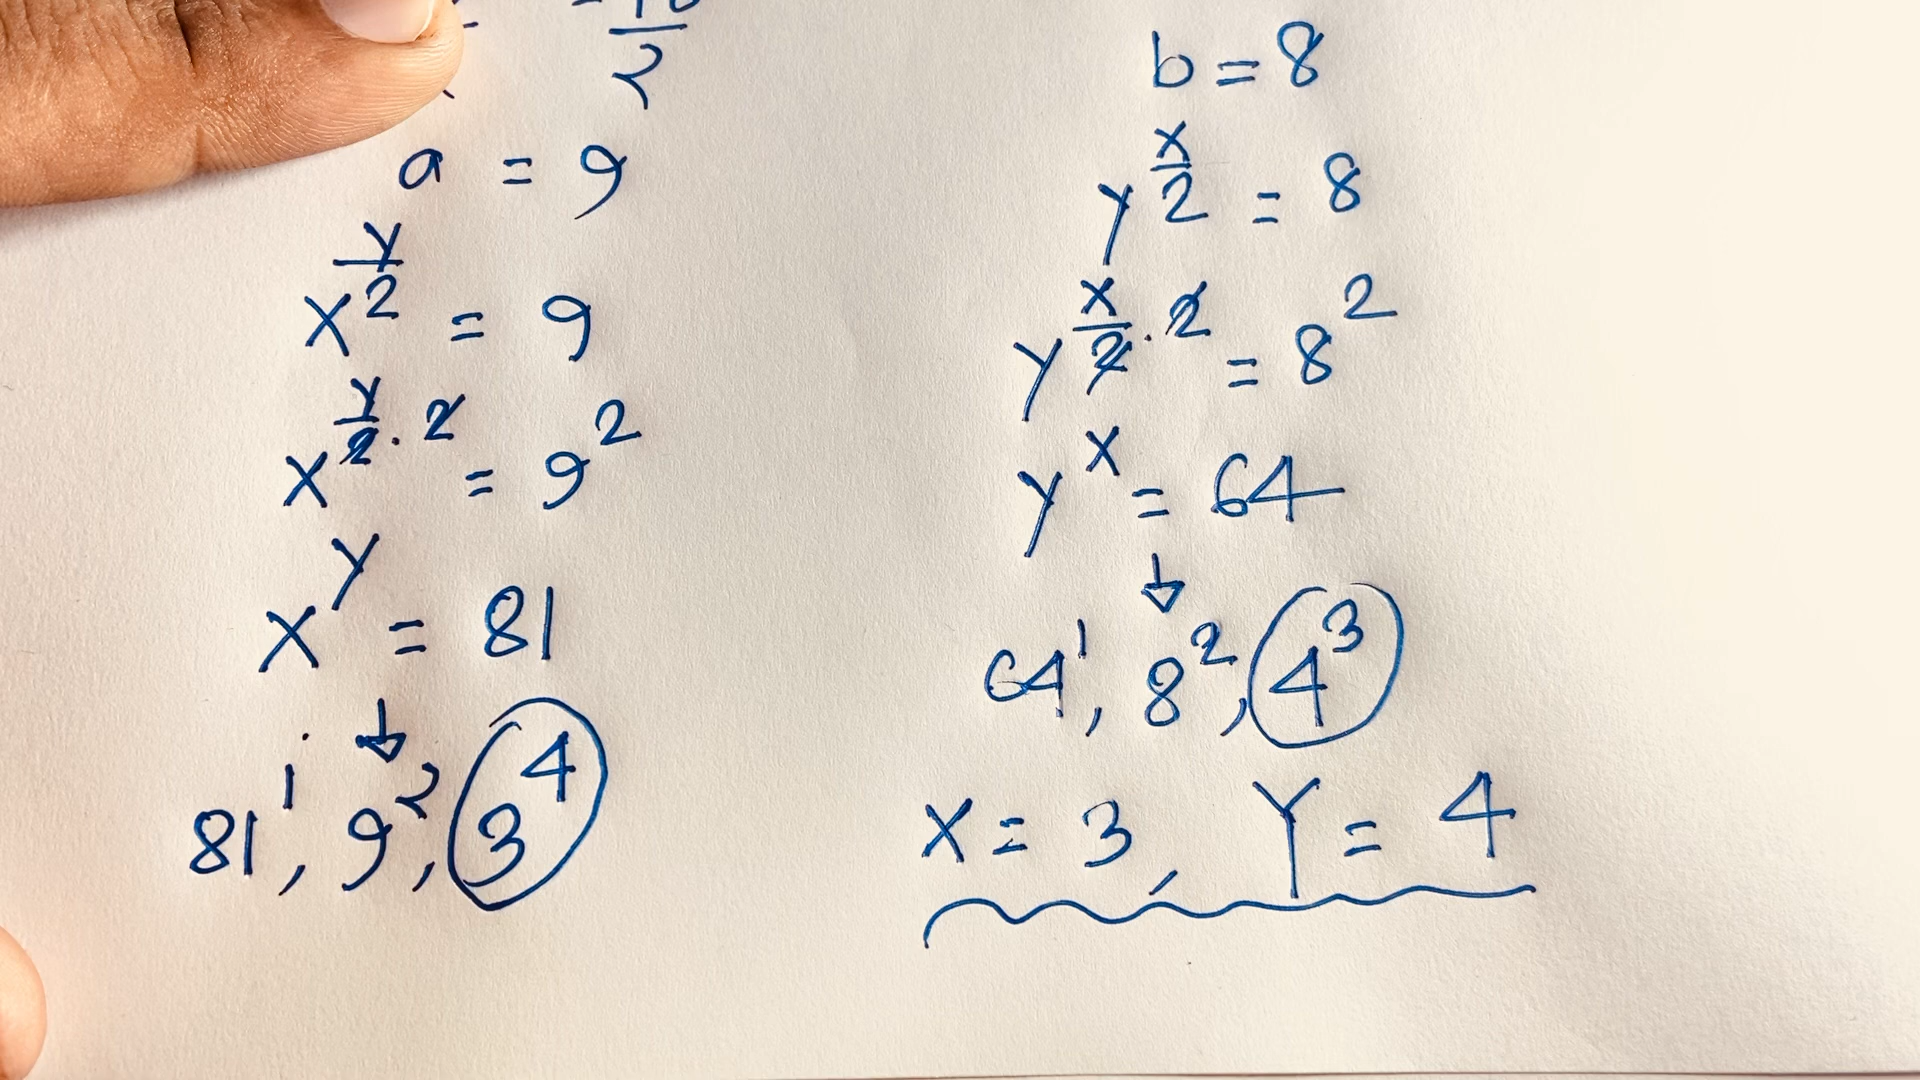 2
a = 9
x^(y/2) = 9
x^(y/2 . 2) = 9^2
x^y = 81
↓
81^1, 9^2, 3^4
b = 8
y^(x/2) = 8
y^(x/2 . 2) = 8^2
y^x = 64
↓
64^1, 8^2, 4^3
x = 3, y = 4